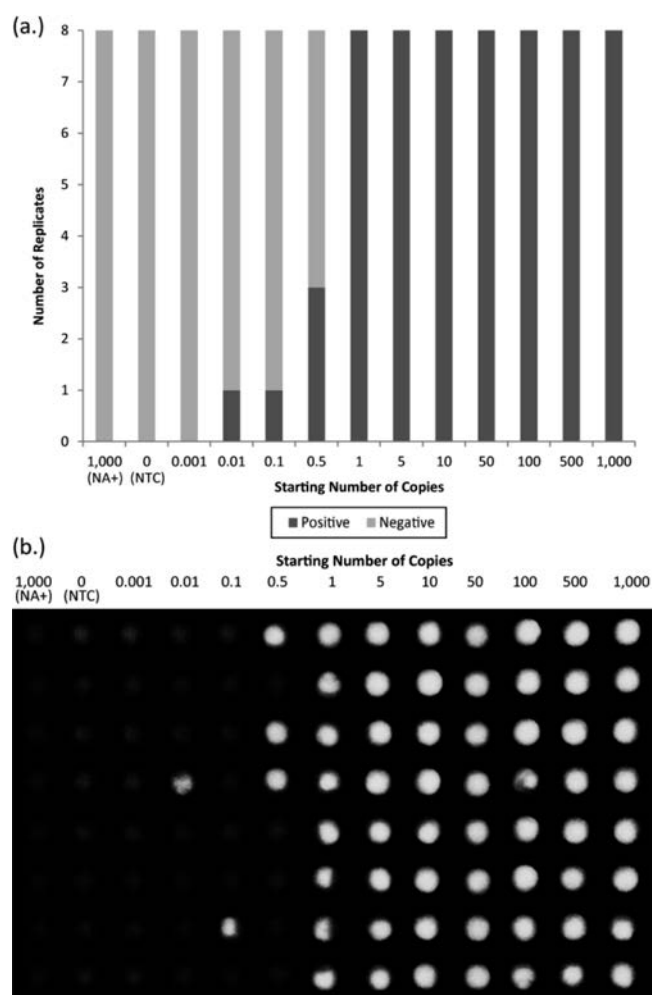 (a.)
Number of Replicates
8
7
6
5
4
3
2
1
0
1,000 0 0.001 0.01 0.1 0.5 1 5 10 50 100 500 1,000
(NA+) (NTC)
Starting Number of Copies
Positive Negative
(b.)
Starting Number of Copies
1,000 0 0.001 0.01 0.1 0.5 1 5 10 50 100 500 1,000
(NA+) (NTC)